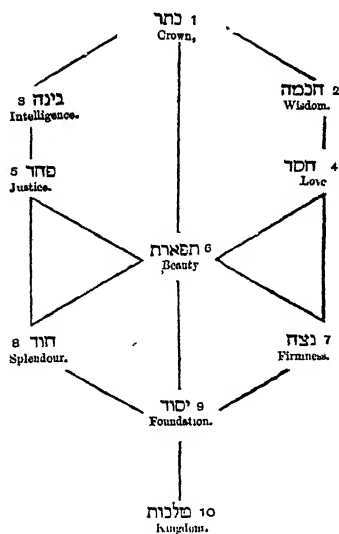 כתר 1
Crown,
3 בינה
Intelligence.
חכמה 2
Wisdom.
5 פחד
Justice.
חסד 4
Love
תפארת 6
Beauty
8 הוד
Splendour.
נצח 7
Firmness.
יסוד 9
Foundation.
מלכות 10
Kingdom.